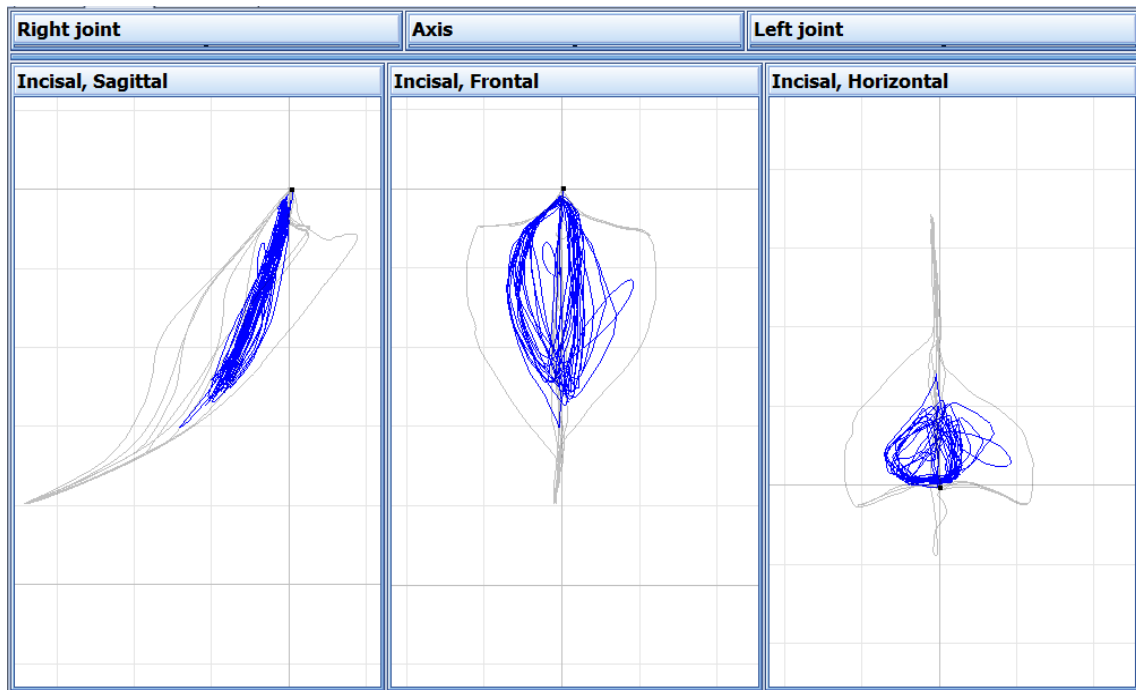 Right joint
Axis
Left joint
Incisal, Sagittal
Incisal, Frontal
Incisal, Horizontal